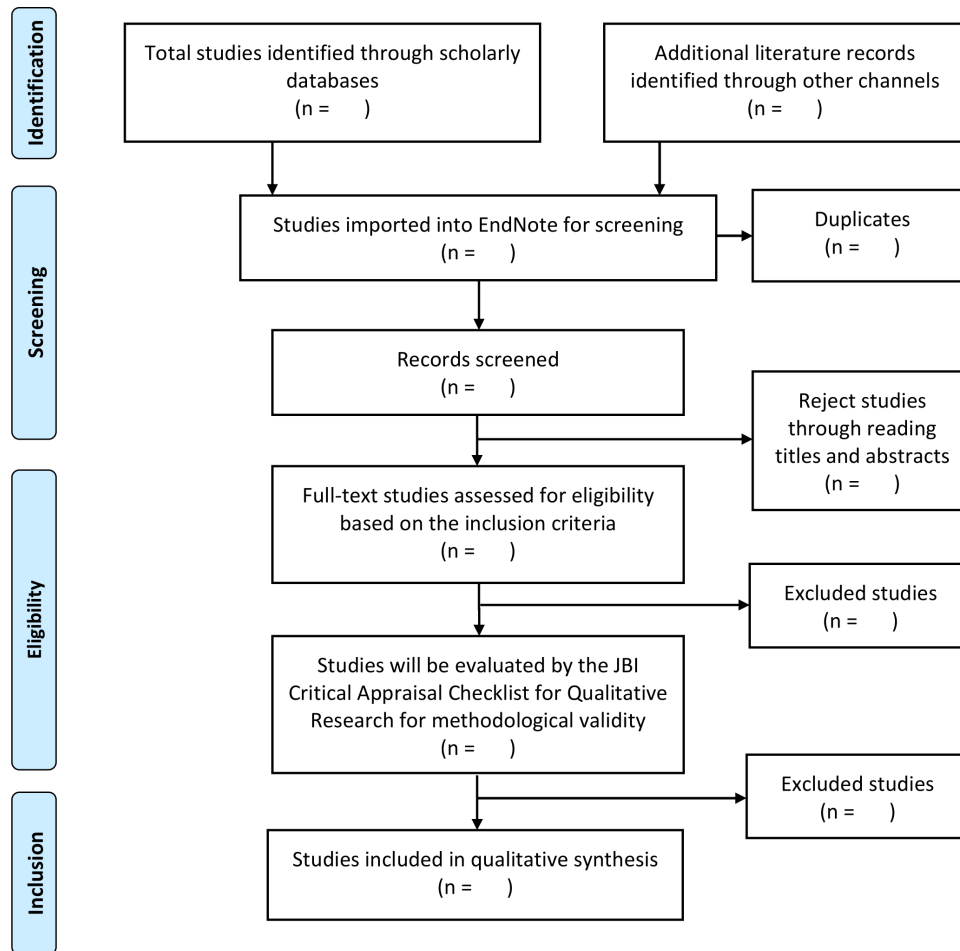 Identification
Total studies identified through scholarly
databases
(n =      )
Additional literature records
identified through other channels
(n =      )
Screening
Studies imported into EndNote for screening
(n =      )
Duplicates
(n =      )
Records screened
(n =      )
Reject studies
through reading
titles and abstracts
(n =      )
Eligibility
Full-text studies assessed for eligibility
based on the inclusion criteria
(n =      )
Excluded studies
(n =      )
Studies will be evaluated by the JBI
Critical Appraisal Checklist for Qualitative
Research for methodological validity
(n =      )
Excluded studies
(n =      )
Inclusion
Studies included in qualitative synthesis
(n =      )